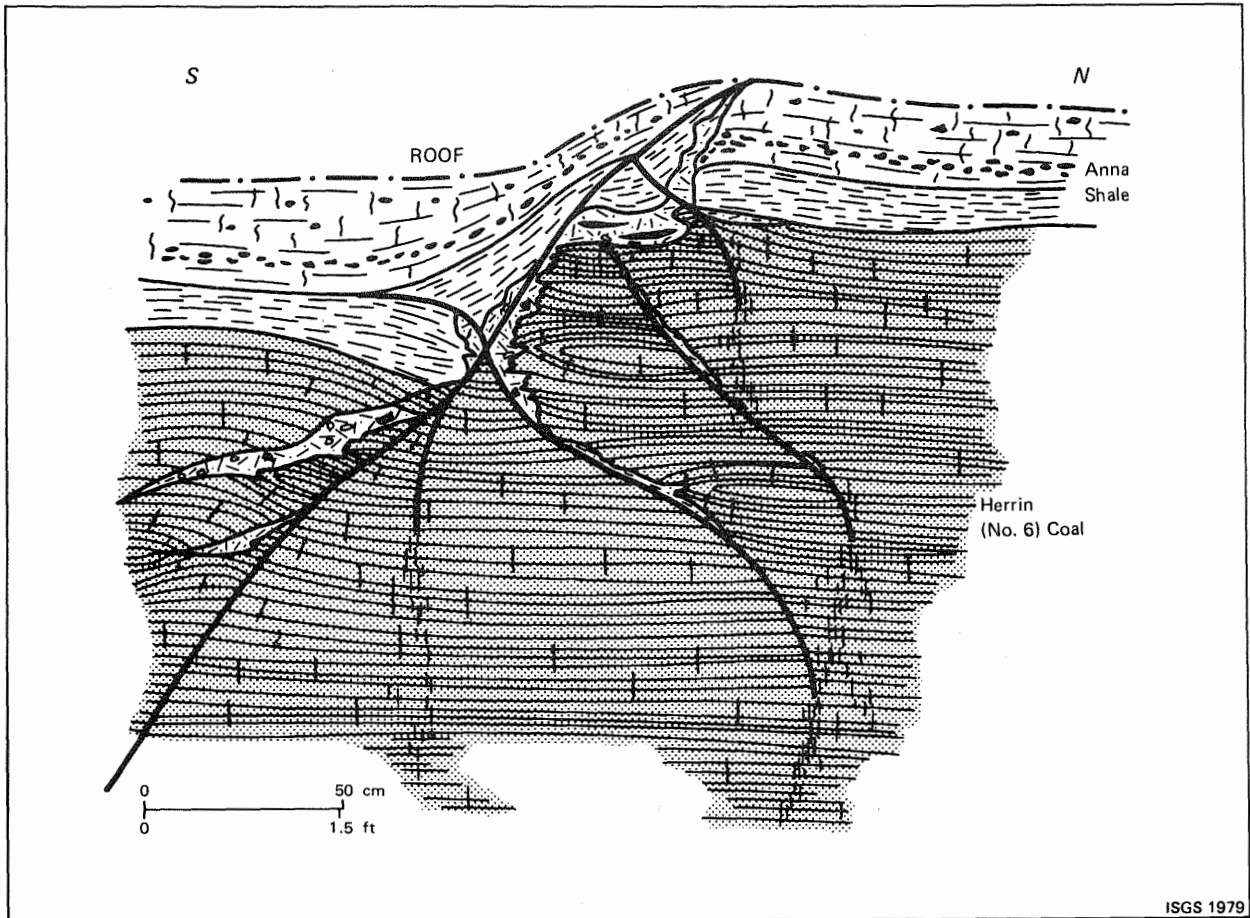 S
N
ROOF
Anna
Shale
Herrin
(No. 6) Coal
0 50 cm
0 1.5 ft
ISGS 1979